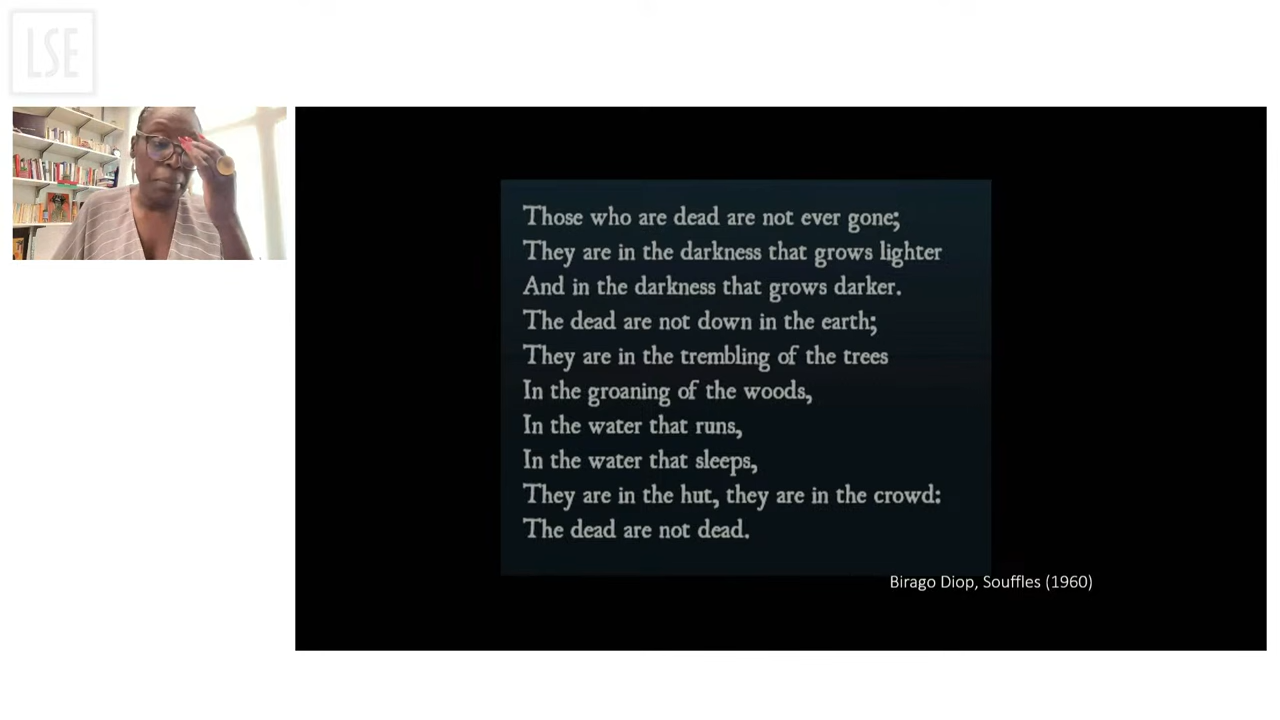 LSE
Those who are dead are not ever gone;
They are in the darkness that grows lighter
And in the darkness that grows darker.
The dead are not down in the earth;
They are in the trembling of the trees
In the groaning of the woods,
In the water that runs,
In the water that sleeps,
They are in the hut, they are in the crowd:
The dead are not dead.
Birago Diop, Souffles (1960)